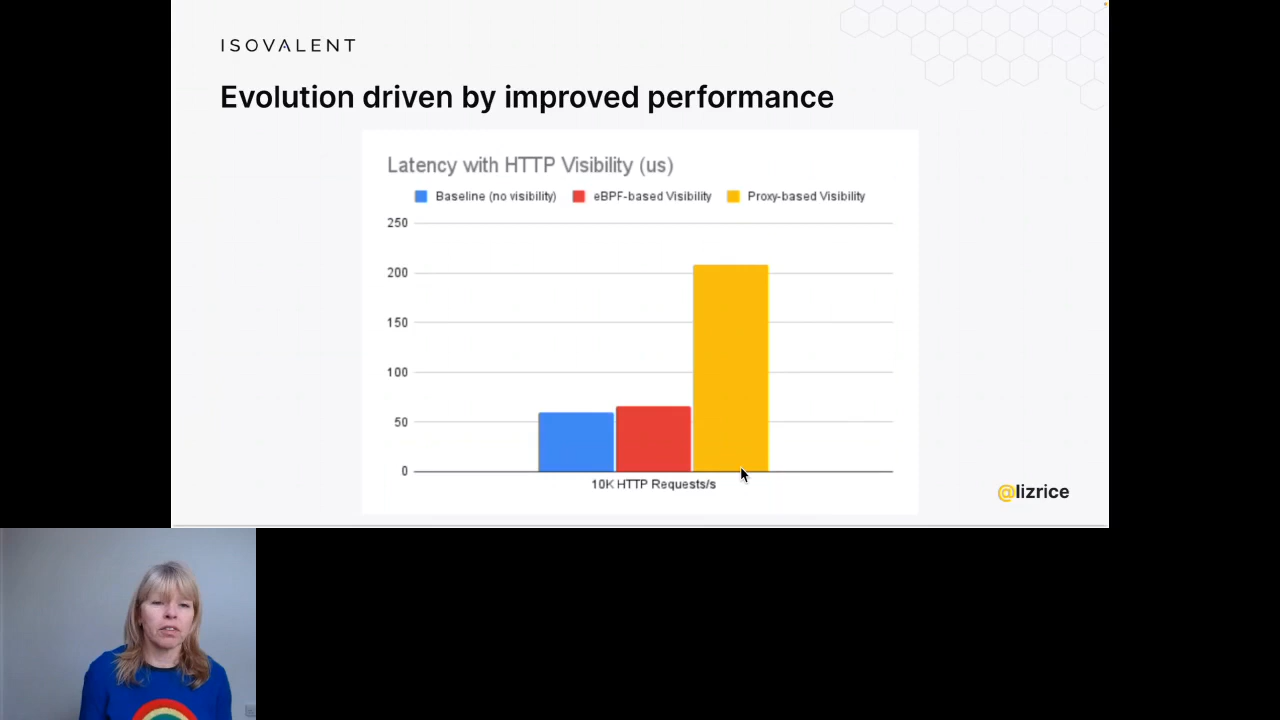 ISOVALENT
Evolution driven by improved performance
Latency with HTTP Visibility (us)
Baseline (no visibility) eBPF-based Visibility Proxy-based Visibility
250
200
150
100
50
0
10K HTTP Requests/s
@lizrice